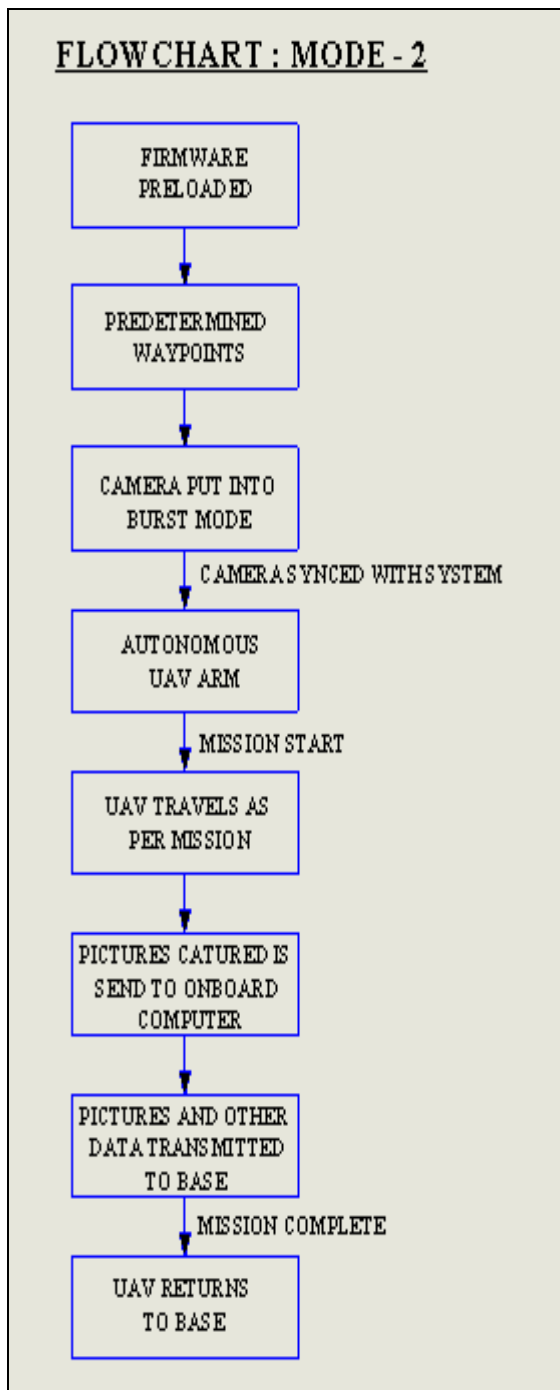 FLOWCHART : MODE - 2
FIRMWARE
PRELOADED
PREDETERMINED
WAYPOINTS
CAMERA PUT INTO
BURST MODE
CAMERA SYNCED WITH SYSTEM
AUTONOMOUS
UAV ARM
MISSION START
UAV TRAVELS AS
PER MISSION
PICTURES CATURED IS
SEND TO ONBOARD
COMPUTER
PICTURES AND OTHER
DATA TRANSMITTED
TO BASE
MISSION COMPLETE
UAV RETURNS
TO BASE